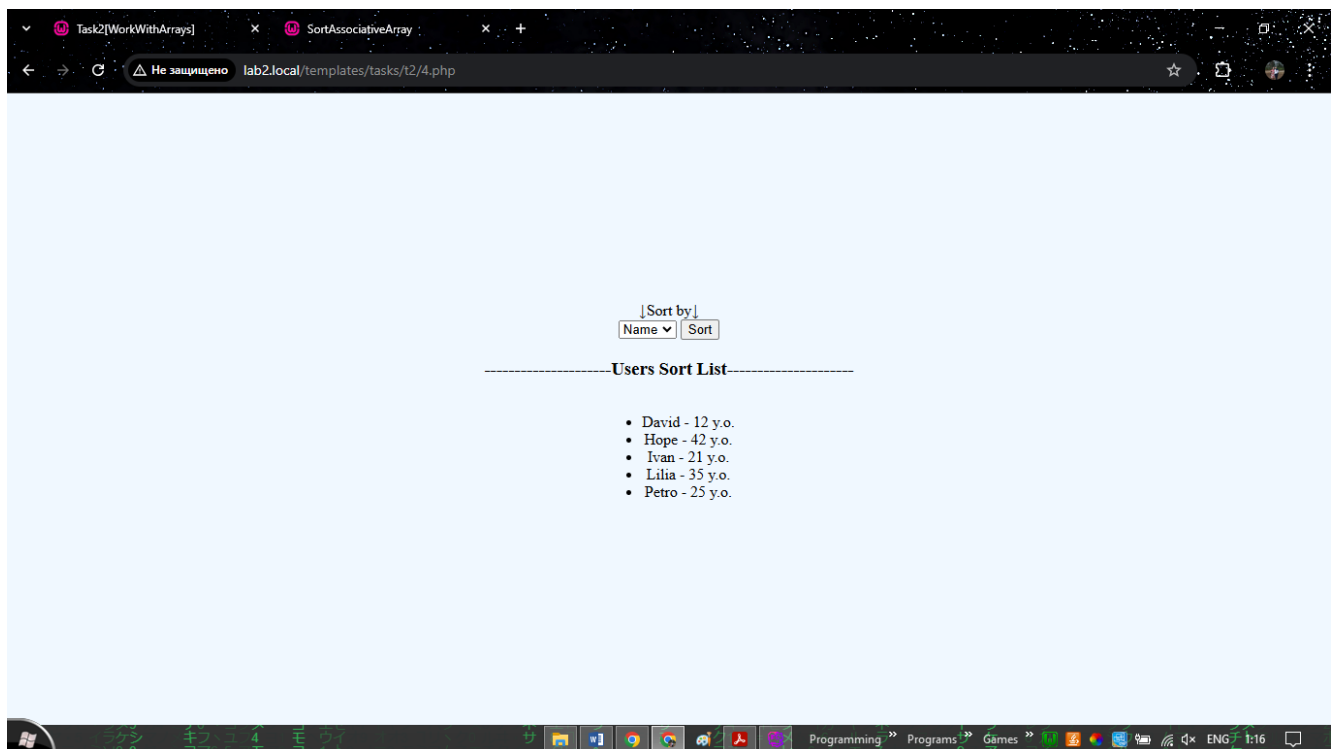 Task2[WorkWithArrays]
SortAssociativeArray
Не защищено
lab2.local/templates/tasks/t2/4.php
↓Sort by↓
Name
Sort
---------------------Users Sort List---------------------
• David - 12 y.o.
• Hope - 42 y.o.
• Ivan - 21 y.o.
• Lilia - 35 y.o.
• Petro - 25 y.o.
Programming
Programs
Games
ENG
1:16